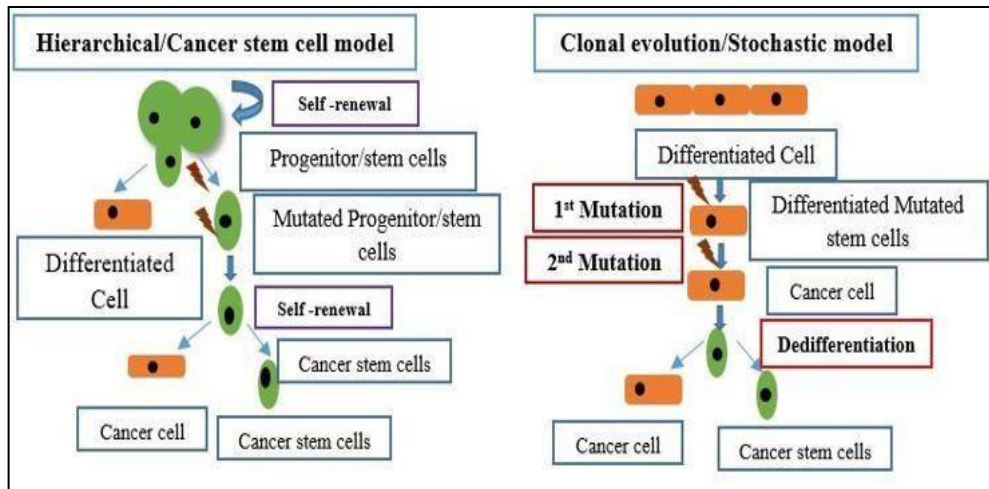 Hierarchical/Cancer stem cell model
Self -renewal
Progenitor/stem cells
Mutated Progenitor/stem
cells
Differentiated
Cell
Self -renewal
Cancer stem cells
Cancer cell
Cancer stem cells
Clonal evolution/Stochastic model
Differentiated Cell
1st Mutation
Differentiated Mutated
stem cells
2nd Mutation
Cancer cell
Dedifferentiation
Cancer cell
Cancer stem cells